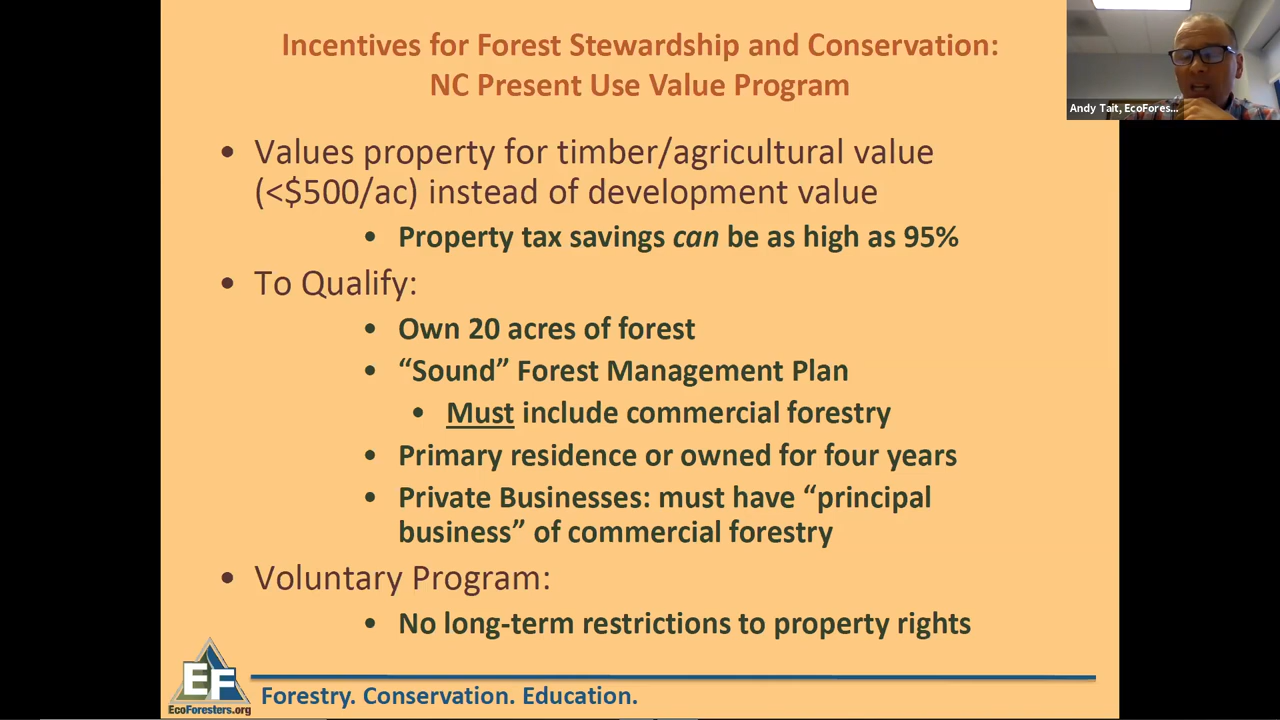 Incentives for Forest Stewardship and Conservation:
NC Present Use Value Program
Andy Tait, EcoFores...
• Values property for timber/agricultural value
(<$500/ac) instead of development value
• Property tax savings can be as high as 95%
• To Qualify:
• Own 20 acres of forest
• “Sound” Forest Management Plan
• Must include commercial forestry
• Primary residence or owned for four years
• Private Businesses: must have “principal
business” of commercial forestry
• Voluntary Program:
• No long-term restrictions to property rights
EF
EcoForesters.org
Forestry. Conservation. Education.